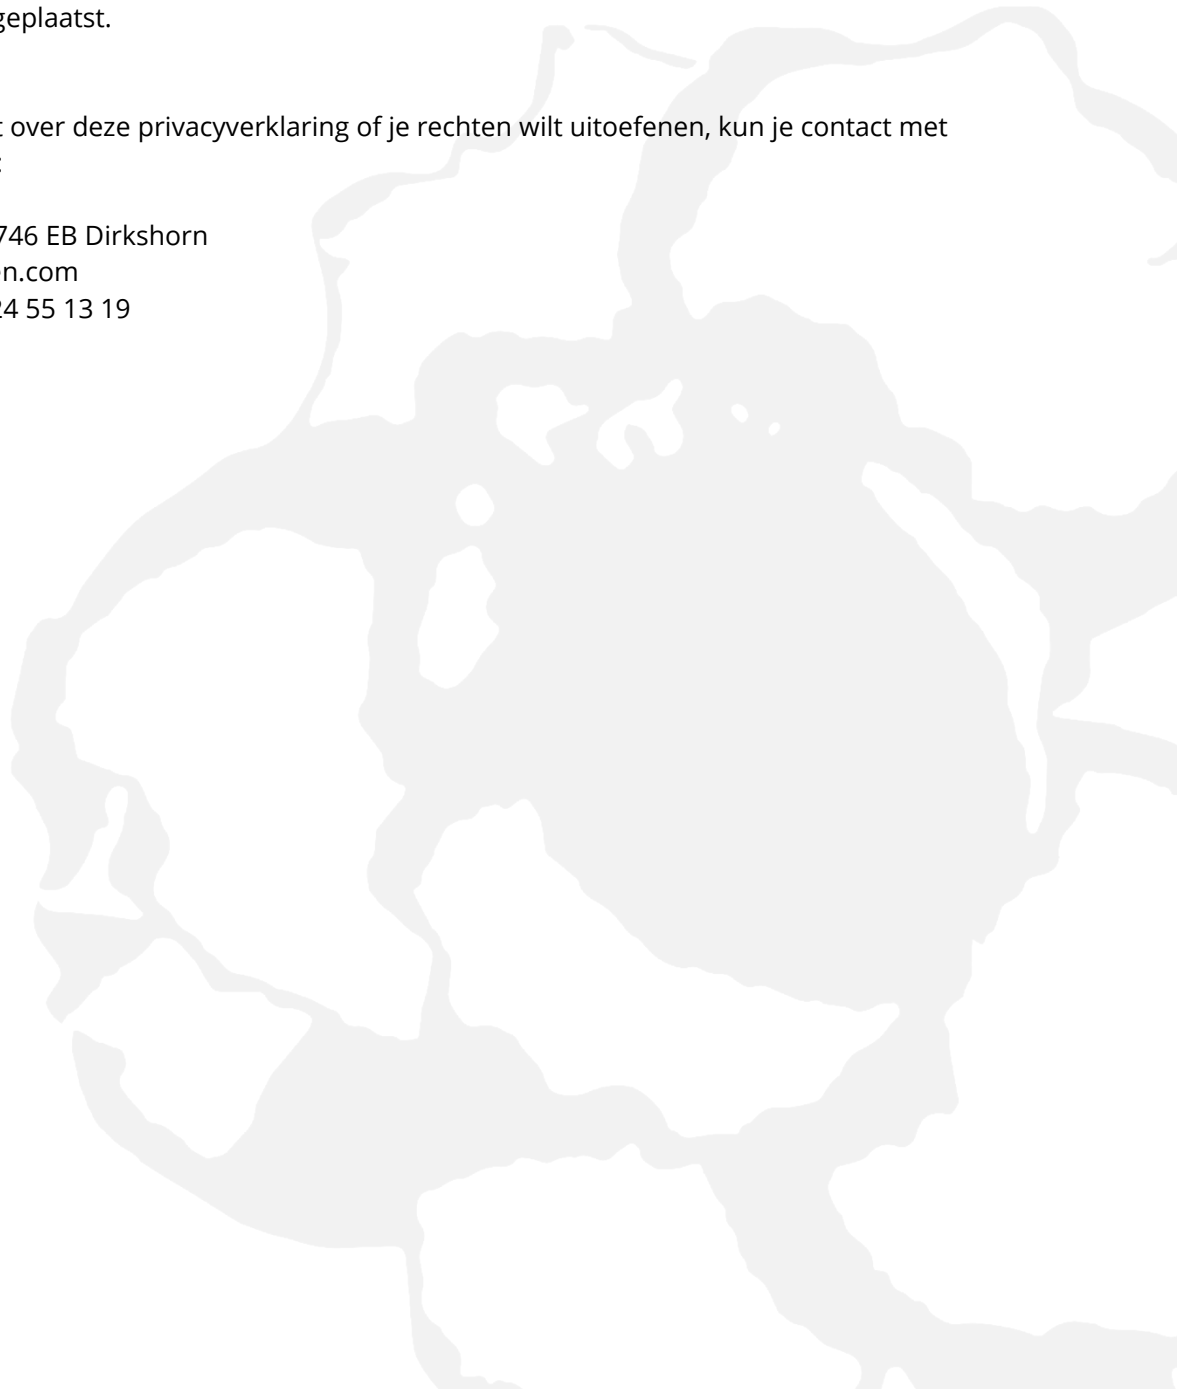 geplaatst.
over deze privacyverklaring of je rechten wilt uitoefenen, kun je contact met
:
746 EB Dirkshorn
n.com
24 55 13 19